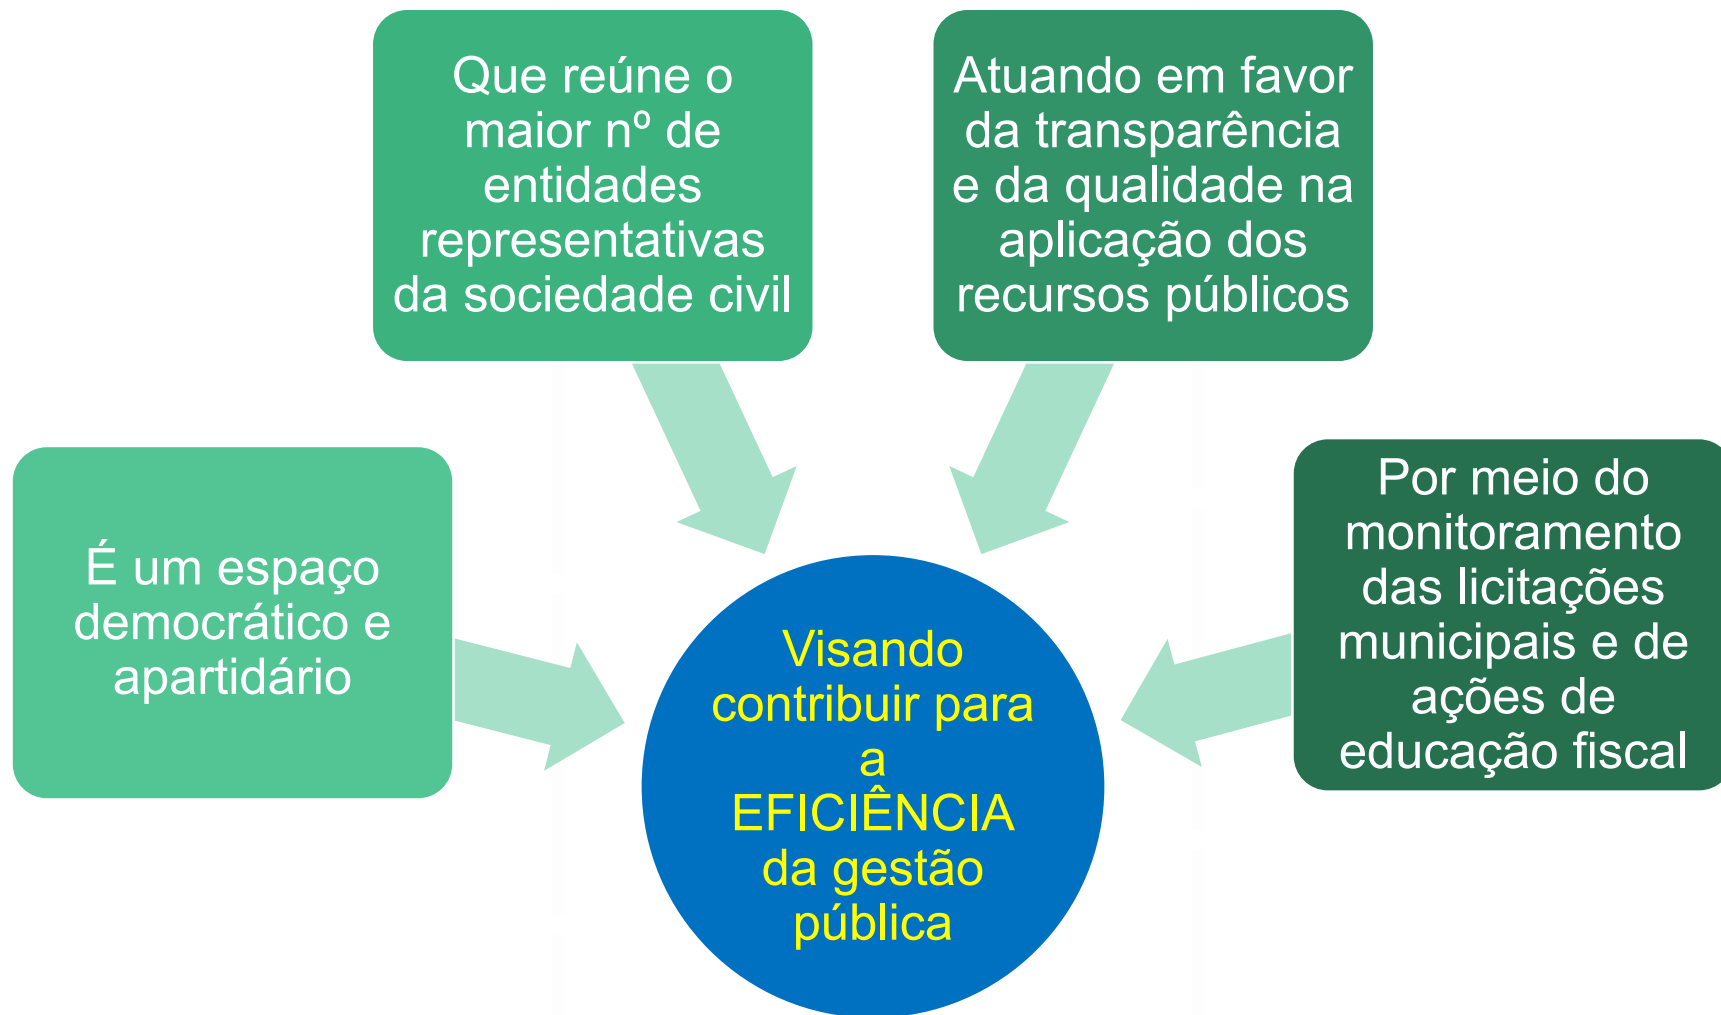 É um espaço
democrático e
apartidário
Que reúne o
maior nº de
entidades
representativas
da sociedade civil
Atuando em favor
da transparência
e da qualidade na
aplicação dos
recursos públicos
Por meio do
monitoramento
das licitações
municipais e de
ações de
educação fiscal
Visando
contribuir para
a
EFICIÊNCIA
da gestão
pública